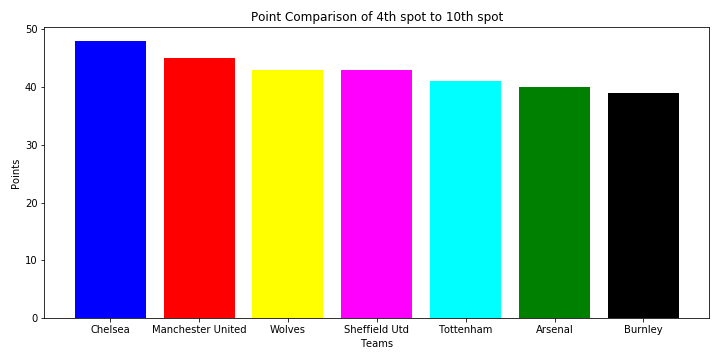 Point Comparison of 4th spot to 10th spot
50
40
30
20
10
0
Points
Chelsea Manchester United Wolves Sheffield Utd Tottenham Arsenal Burnley
Teams